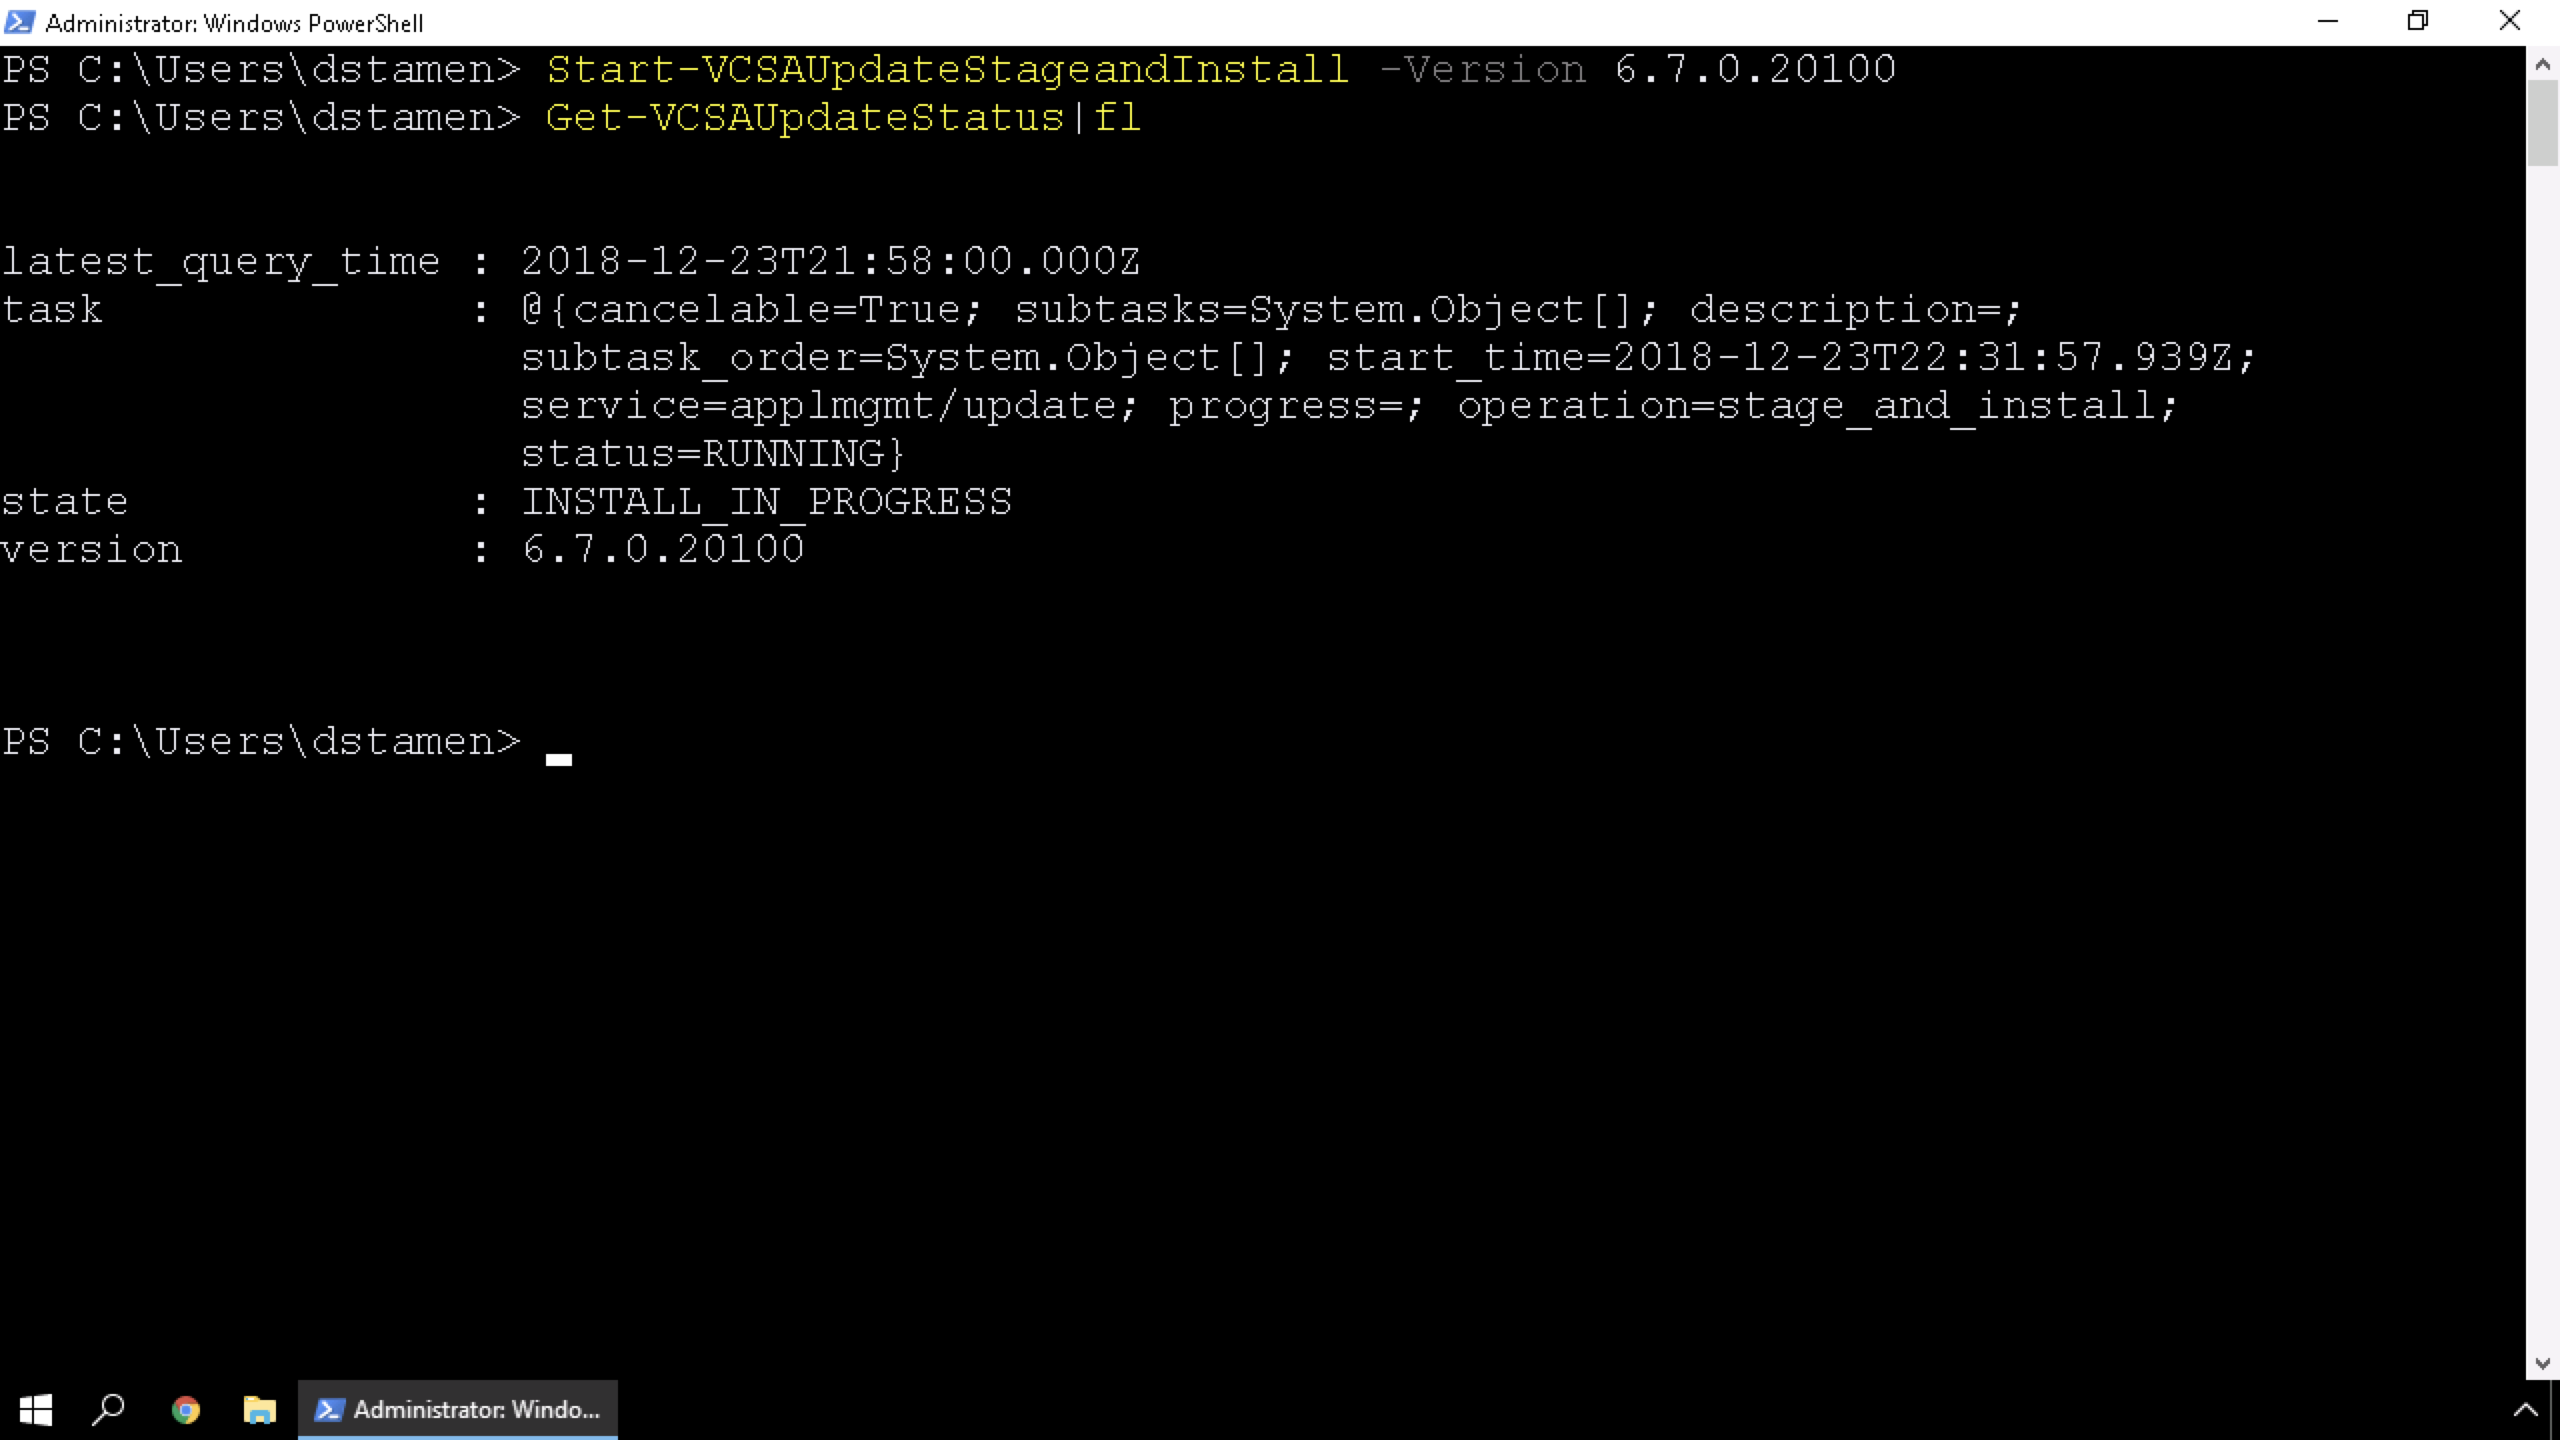 Administrator: Windows PowerShell
PS C:\Users\dstamen> Start-VCSAUpdateStageandInstall -Version 6.7.0.20100
PS C:\Users\dstamen> Get-VCSAUpdateStatus|fl
latest_query_time : 2018-12-23T21:58:00.000Z
task : @{cancelable=True; subtasks=System.Object[]; description=;
subtask_order=System.Object[]; start_time=2018-12-23T22:31:57.939Z;
service=applmgmt/update; progress=; operation=stage_and_install;
status=RUNNING}
state : INSTALL_IN_PROGRESS
version : 6.7.0.20100
PS C:\Users\dstamen>
Administrator: Windo...